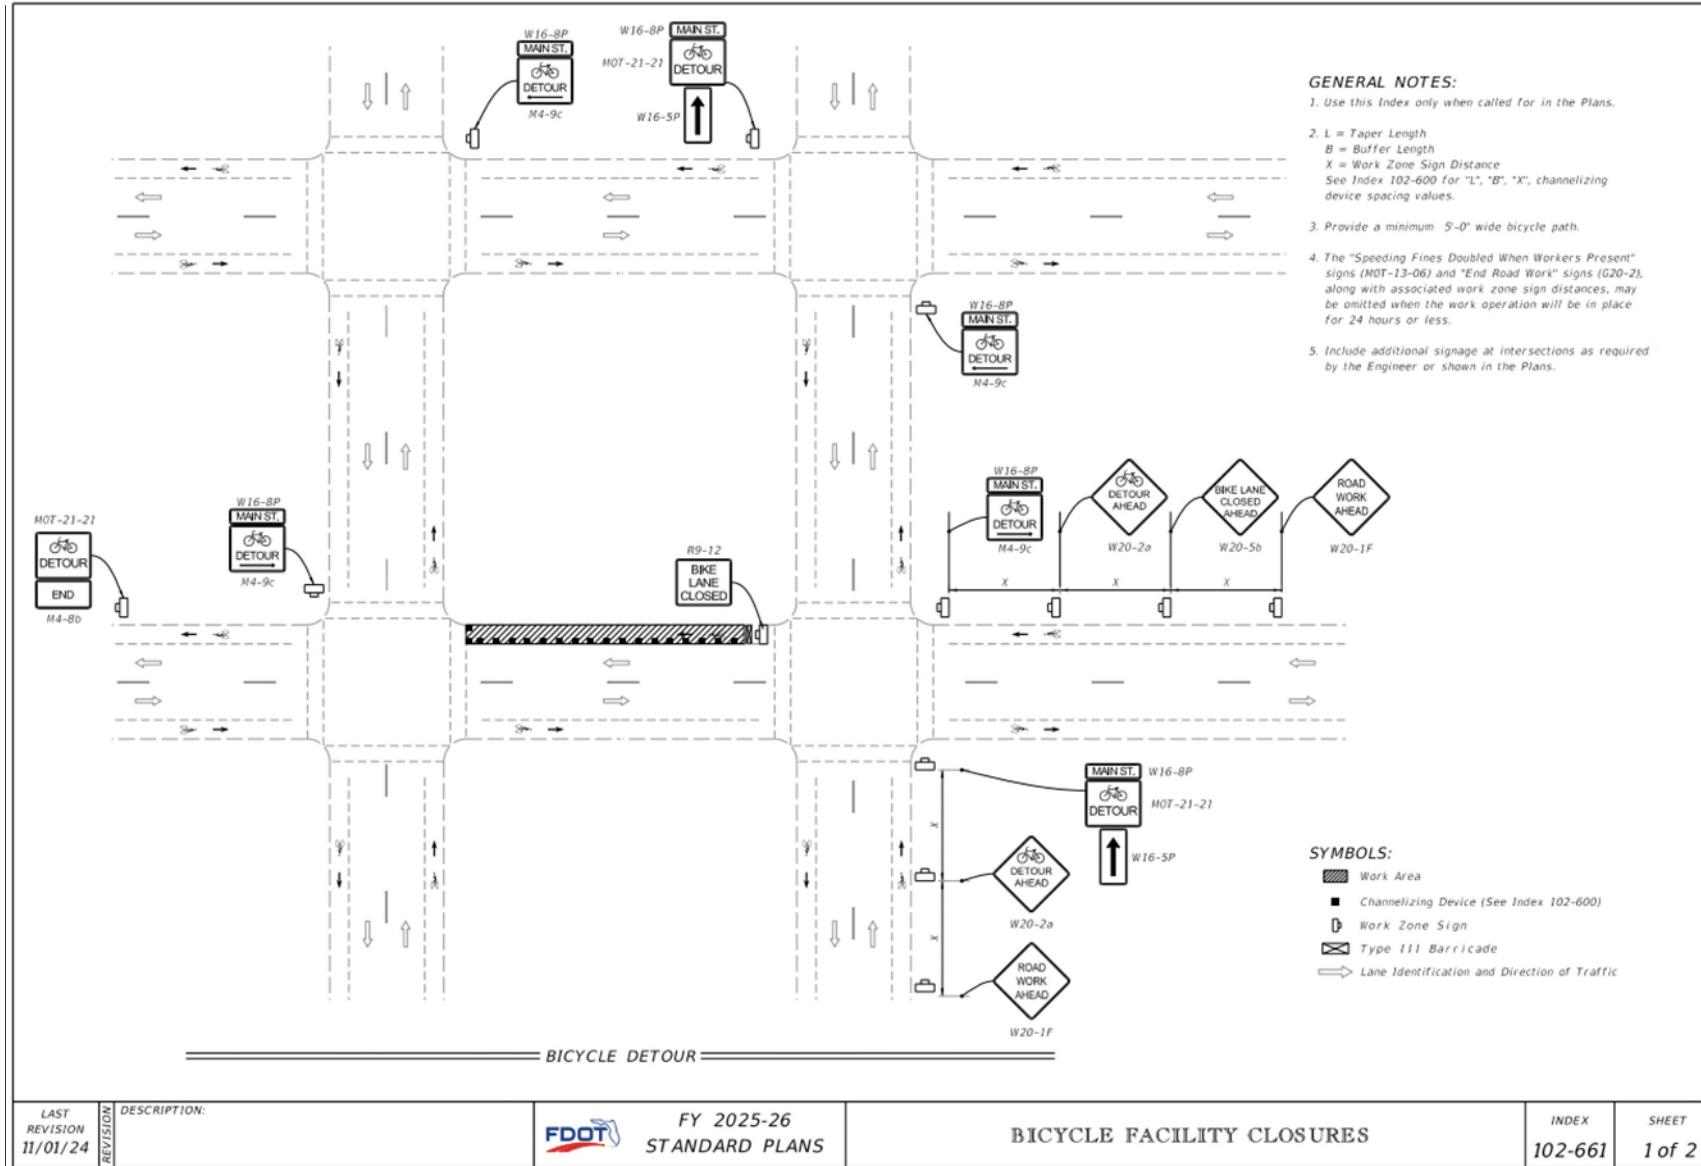 W16-8P
MAIN ST.
DETOUR
M4-9c
W16-8P
MAIN ST.
MOT-21-21
DETOUR
W16-5P
GENERAL NOTES:
1. Use this Index only when called for in the Plans.
2. L = Taper Length
B = Buffer Length
X = Work Zone Sign Distance
See Index 102-600 for "L", "B", "X", channelizing
device spacing values.
3. Provide a minimum 5'-0" wide bicycle path.
4. The "Speeding Fines Doubled When Workers Present"
signs (MOT-13-06) and "End Road Work" signs (G20-2),
along with associated work zone sign distances, may
be omitted when the work operation will be in place
for 24 hours or less.
5. Include additional signage at intersections as required
by the Engineer or shown in the Plans.
W16-8P
MAIN ST.
DETOUR
M4-9c
MOT-21-21
DETOUR
END
M4-8b
W16-8P
MAIN ST.
DETOUR
M4-9c
R9-12
BIKE
LANE
CLOSED
W16-8P
MAIN ST.
DETOUR
M4-9c
DETOUR
AHEAD
W20-2a
BIKE LANE
CLOSED
AHEAD
W20-5b
ROAD
WORK
AHEAD
W20-1F
X
X
X
MAIN ST.
W16-8P
DETOUR
MOT-21-21
W16-5P
X
DETOUR
AHEAD
W20-2a
X
ROAD
WORK
AHEAD
W20-1F
SYMBOLS:
Work Area
Channelizing Device (See Index 102-600)
Work Zone Sign
Type III Barricade
Lane Identification and Direction of Traffic
BICYCLE DETOUR
LAST
REVISION
11/01/24
REVISION
DESCRIPTION:
FDOT
FY 2025-26
STANDARD PLANS
BICYCLE FACILITY CLOSURES
INDEX
102-661
SHEET
1 of 2